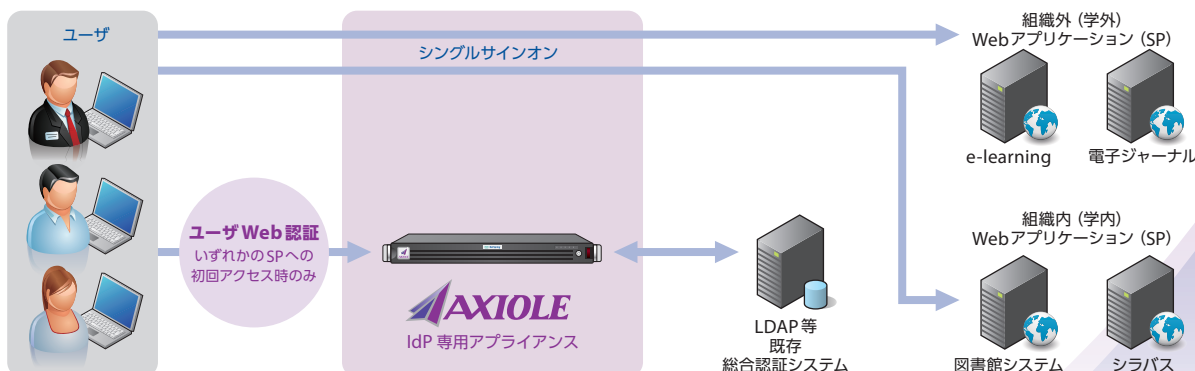 ユーザ
シングルサインオン
組織外（学外）
Webアプリケーション（SP）
e-learning
電子ジャーナル
ユーザWeb認証
いずれかのSPへの
初回アクセス時のみ
AXIOLE
IdP 専用アプライアンス
LDAP等
既存
総合認証システム
組織内（学内）
Webアプリケーション（SP）
図書館システム
シラバス